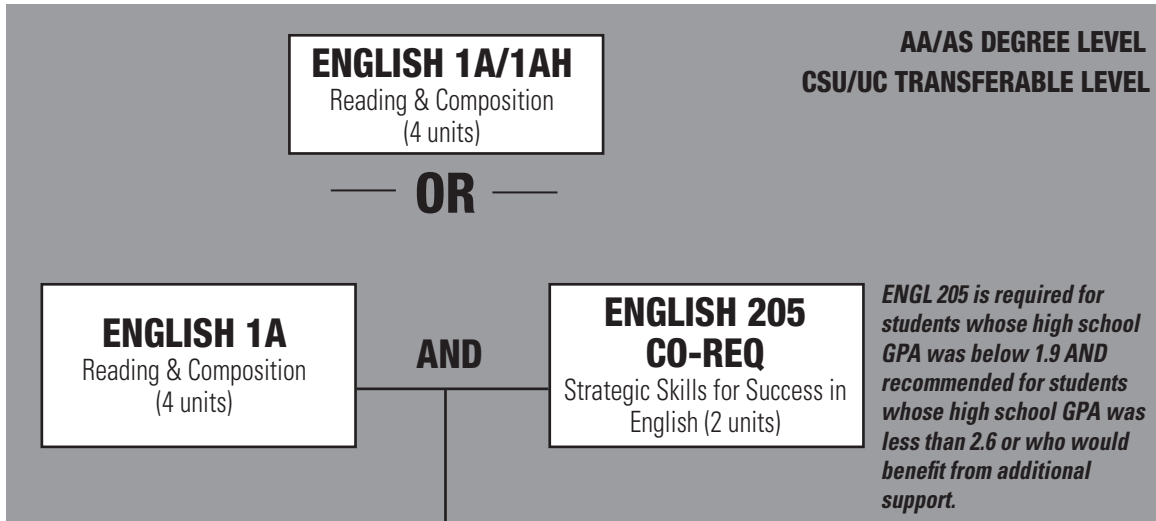 AA/AS DEGREE LEVEL
CSU/UC TRANSFERABLE LEVEL
ENGLISH 1A/1AH
Reading & Composition
(4 units)
OR
ENGLISH 1A
Reading & Composition
(4 units)
AND
ENGLISH 205
CO-REQ
Strategic Skills for Success in
English (2 units)
ENGL 205 is required for
students whose high school
GPA was below 1.9 AND
recommended for students
whose high school GPA was
less than 2.6 or who would
benefit from additional
support.